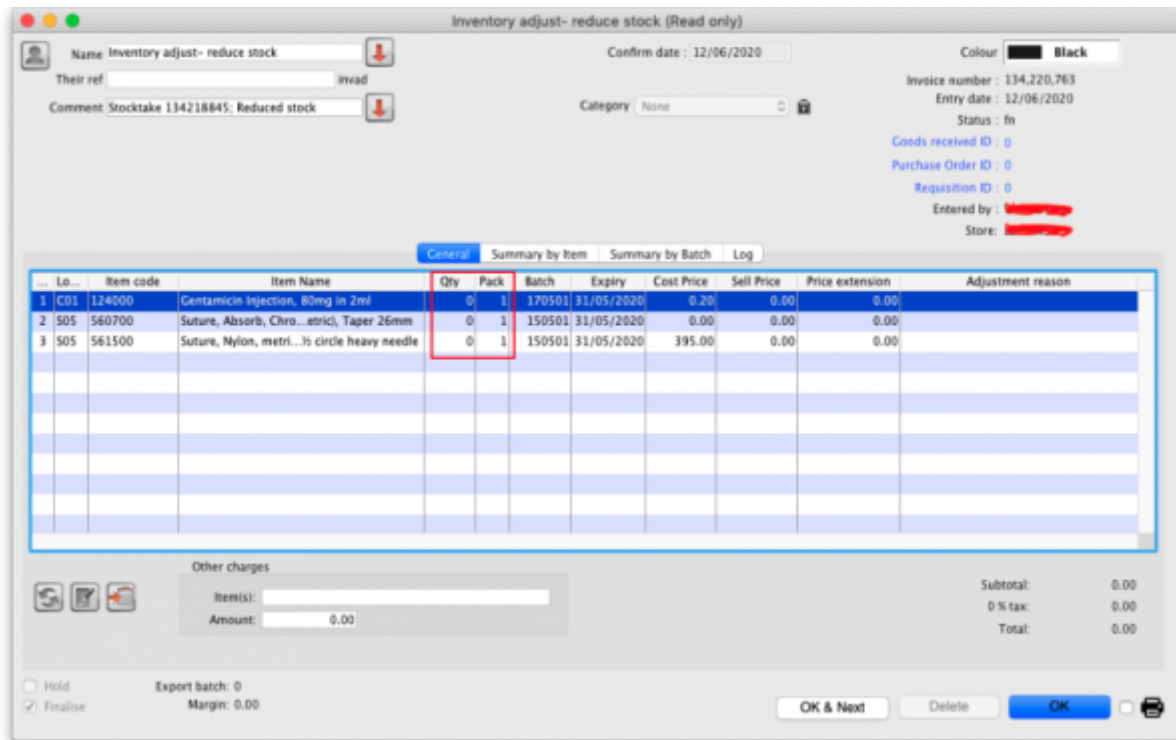 Inventory adjust- reduce stock (Read only)
Name Inventory adjust- reduce stock Confirm date : 12/06/2020 Colour Black
Their ref invad Invoice number : 134,220,763
Comment Stocktake 134218845; Reduced stock Category None Entry date : 12/06/2020
Status : fn
Goods received ID : 0
Purchase Order ID : 0
Requisition ID : 0
Entered by :
Store:
General Summary by Item Summary by Batch Log
... Lo... Item code Item Name Qty Pack Batch Expiry Cost Price Sell Price Price extension Adjustment reason
1 C01 124000 Gentamicin Injection, 80mg in 2ml 0 1 170501 31/05/2020 0.20 0.00 0.00
2 S05 560700 Suture, Absorb, Chro...etric), Taper 26mm 0 1 150501 31/05/2020 0.00 0.00 0.00
3 S05 561500 Suture, Nylon, metri...½ circle heavy needle 0 1 150501 31/05/2020 395.00 0.00 0.00
Other charges
Item(s): Subtotal: 0.00
Amount: 0.00 0 % tax: 0.00
Total: 0.00
Hold Export batch: 0
Finalise Margin: 0.00 OK & Next Delete OK